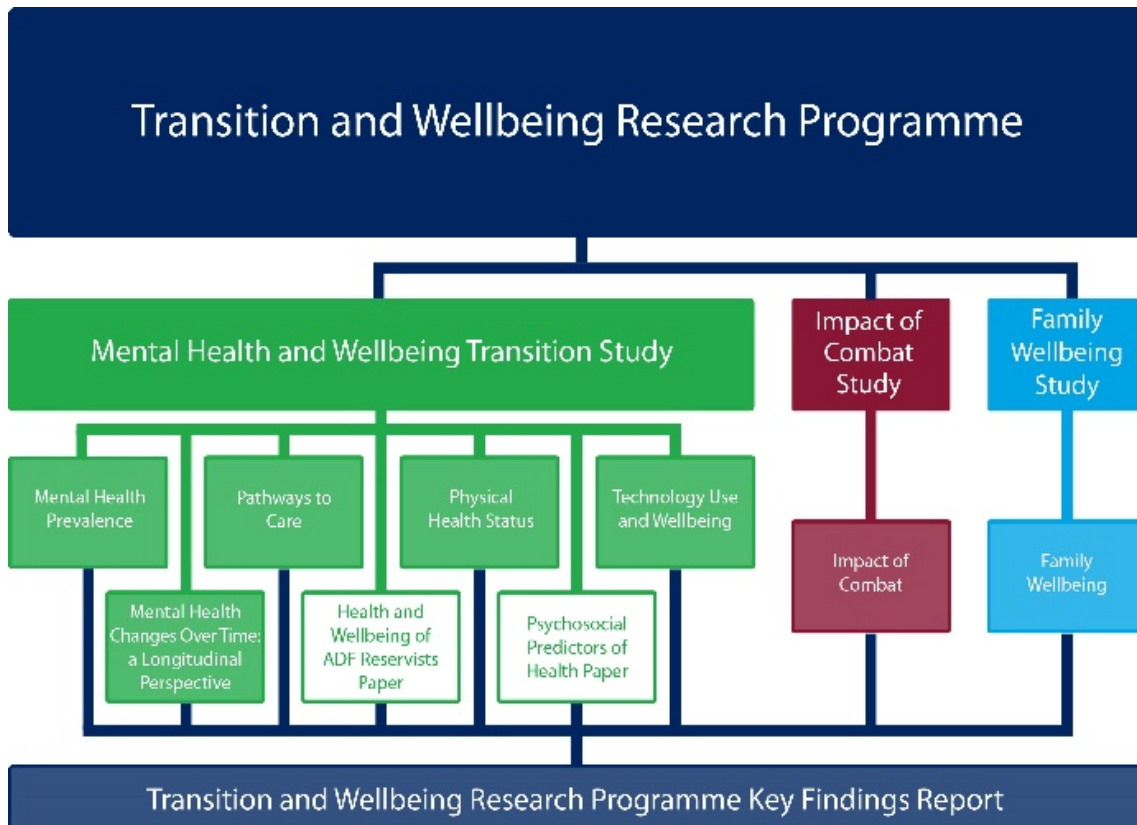 Transition and Wellbeing Research Programme
Mental Health and Wellbeing Transition Study
Impact of
Combat
Study
Family
Wellbeing
Study
Mental Health
Prevalence
Pathways to
Care
Physical
Health Status
Technology Use
and Wellbeing
Impact of
Combat
Family
Wellbeing
Mental Health
Changes Over Time:
a Longitudinal
Perspective
Health and
Wellbeing of
ADF Reservists
Paper
Psychosocial
Predictors of
Health Paper
Transition and Wellbeing Research Programme Key Findings Report